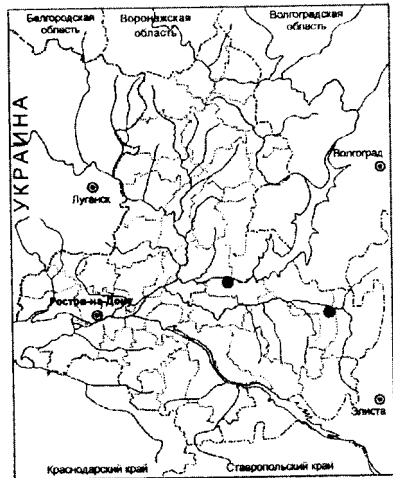 Белгородская
область
Воронежская
область
Волгоградская
область
УКРАИНА
Волгоград
Луганск
Ростов-на-Дону
Элиста
Краснодарский край
Ставропольский край